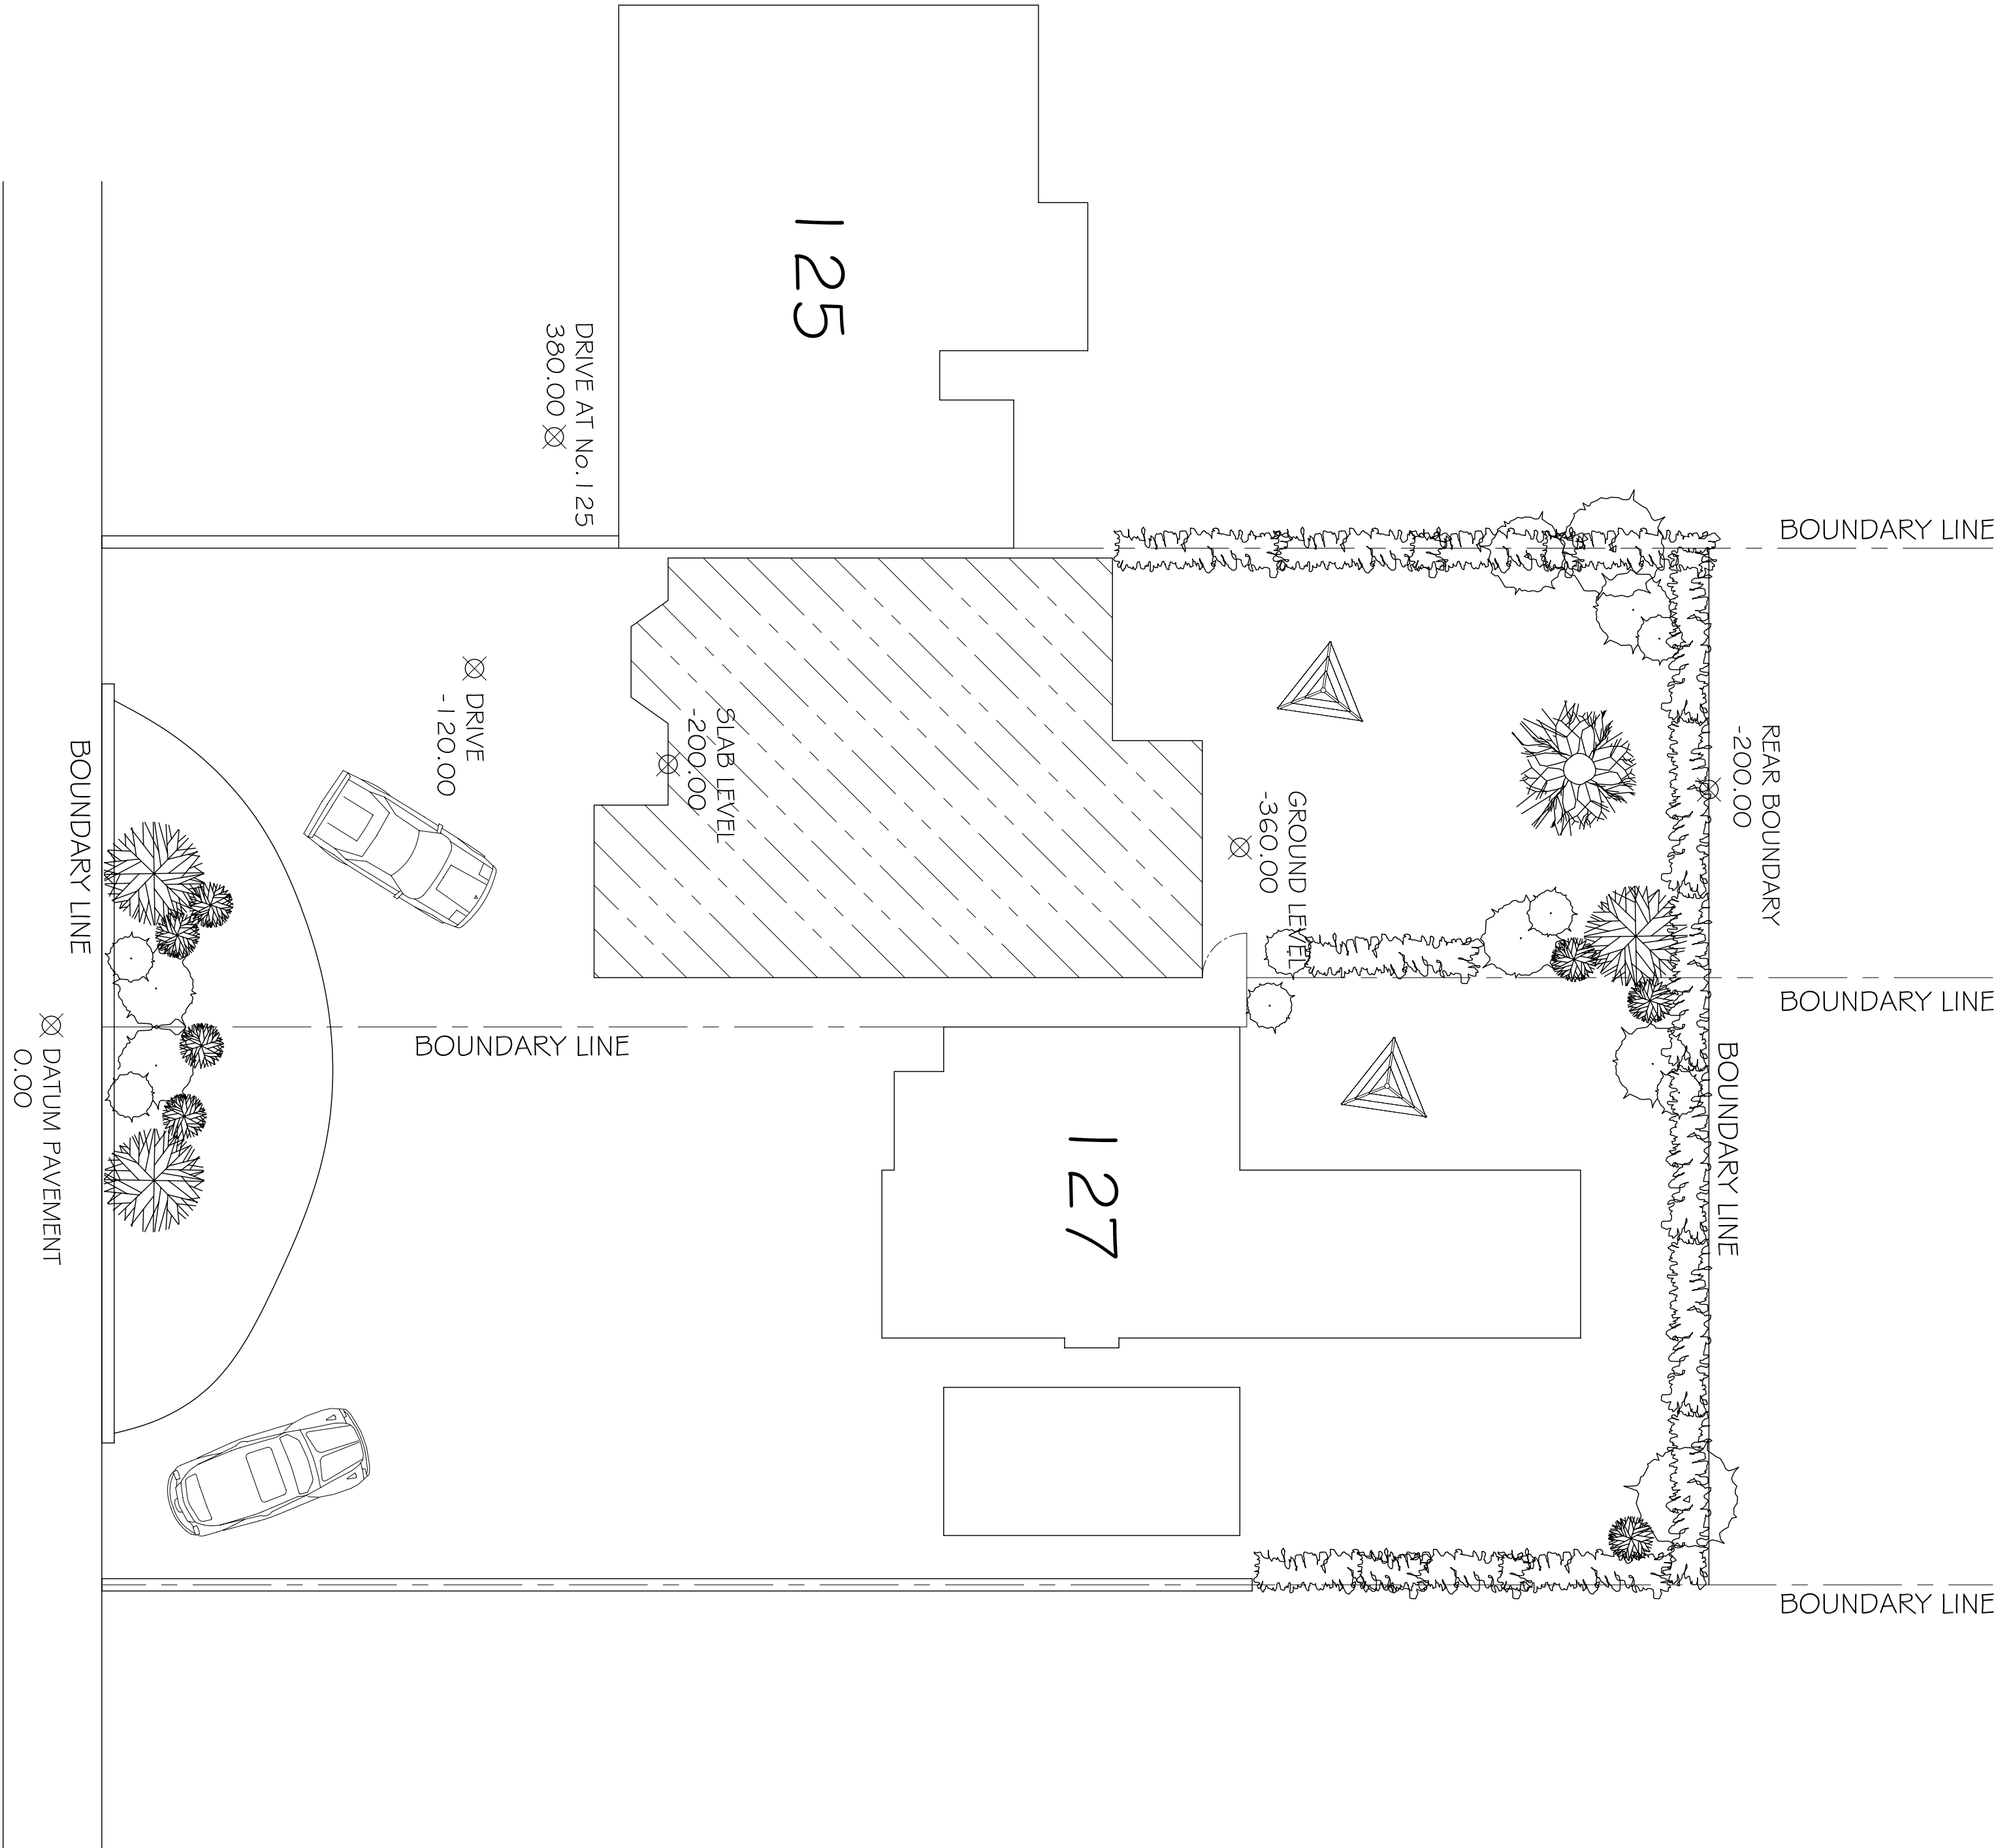 125
DRIVE AT No.125
380.00
BOUNDARY LINE
DRIVE
-120.00
SLAB LEVEL
-200.00
GROUND LEVEL
-360.00
REAR BOUNDARY
-200.00
BOUNDARY LINE
BOUNDARY LINE
BOUNDARY LINE
BOUNDARY LINE
DATUM PAVEMENT
0.00
127
BOUNDARY LINE